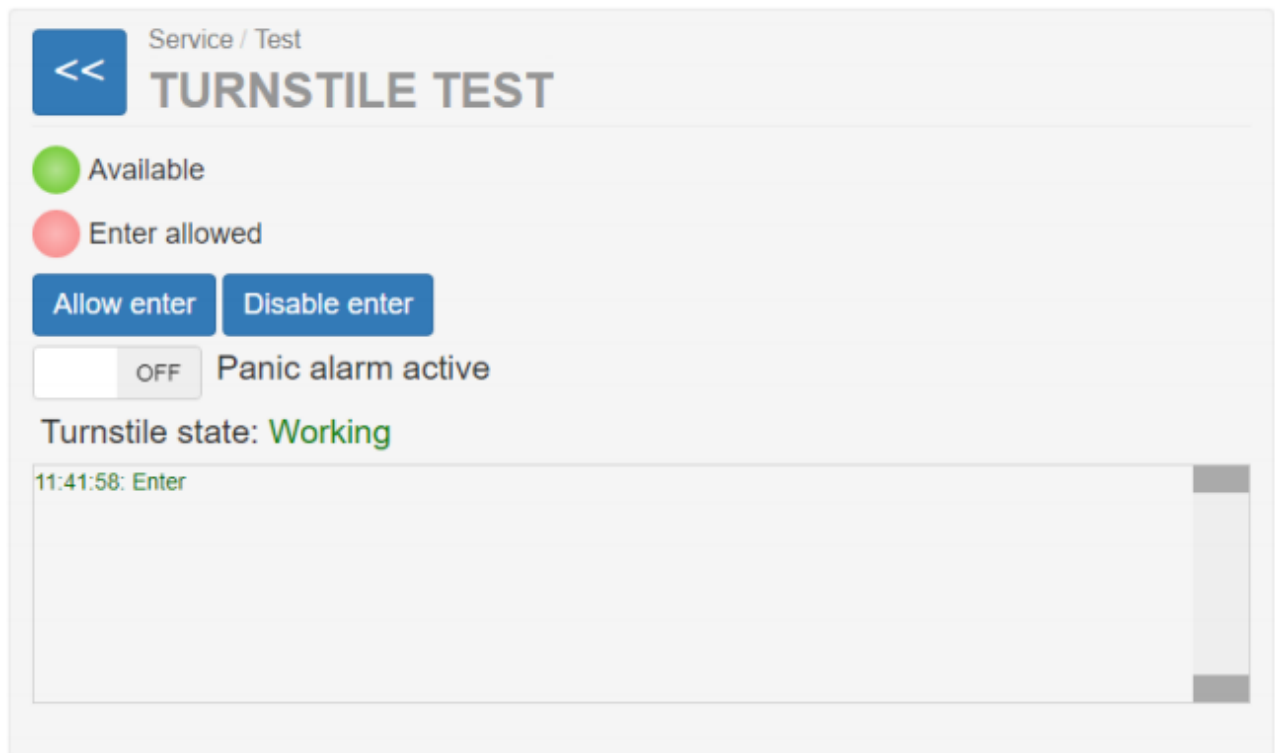 <<
Service / Test
TURNSTILE TEST
Available
Enter allowed
Allow enter Disable enter
OFF Panic alarm active
Turnstile state: Working
11:41:58: Enter